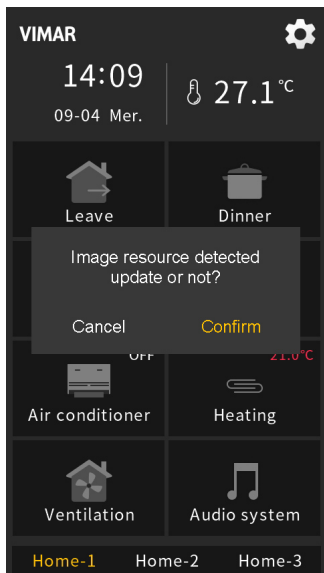 VIMAR
14:09
27.1°C
09-04 Mer.
Leave
Dinner
Image resource detected
update or not?
Cancel
Confirm
OFF
21.0°C
Air conditioner
Heating
Ventilation
Audio system
Home-1
Home-2
Home-3